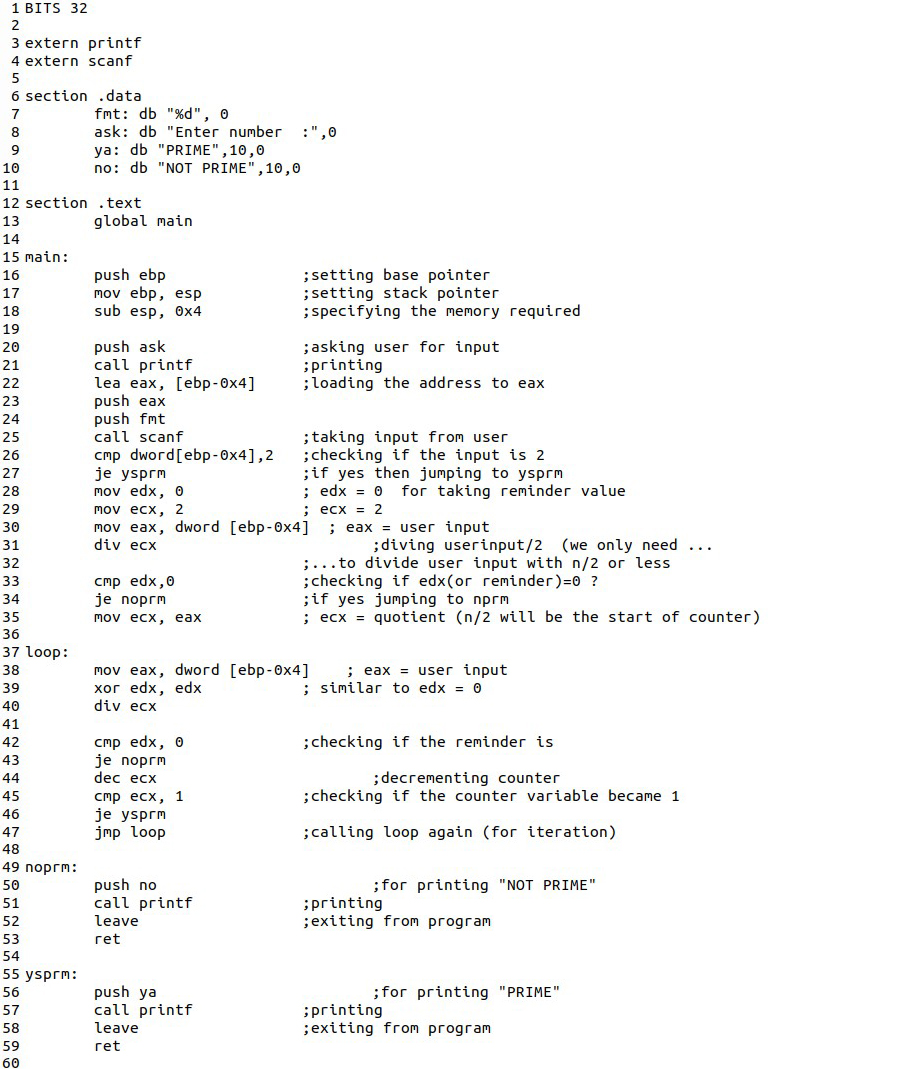 1 BITS 32
2
3 extern printf
4 extern scanf
5
6 section .data
7         fmt: db "%d", 0
8         ask: db "Enter number  :",0
9         ya: db "PRIME",10,0
10         no: db "NOT PRIME",10,0
11
12 section .text
13         global main
14
15 main:
16         push ebp                ;setting base pointer
17         mov ebp, esp            ;setting stack pointer
18         sub esp, 0x4            ;specifying the memory required
19
20         push ask                ;asking user for input
21         call printf             ;printing
22         lea eax, [ebp-0x4]      ;loading the address to eax
23         push eax
24         push fmt
25         call scanf              ;taking input from user
26         cmp dword[ebp-0x4],2    ;checking if the input is 2
27         je ysprm                ;if yes then jumping to ysprm
28         mov edx, 0              ; edx = 0  for taking reminder value
29         mov ecx, 2              ; ecx = 2
30         mov eax, dword [ebp-0x4]  ; eax = user input
31         div ecx                         ;diving userinput/2  (we only need ...
32                                 ;...to divide user input with n/2 or less
33         cmp edx,0               ;checking if edx(or reminder)=0 ?
34         je noprm                ;if yes jumping to nprm
35         mov ecx, eax            ; ecx = quotient (n/2 will be the start of counter)
36
37 loop:
38         mov eax, dword [ebp-0x4]    ; eax = user input
39         xor edx, edx            ; similar to edx = 0
40         div ecx
41
42         cmp edx, 0              ;checking if the reminder is
43         je noprm
44         dec ecx                         ;decrementing counter
45         cmp ecx, 1              ;checking if the counter variable became 1
46         je ysprm
47         jmp loop                ;calling loop again (for iteration)
48
49 noprm:
50         push no                         ;for printing "NOT PRIME"
51         call printf             ;printing
52         leave                   ;exiting from program
53         ret
54
55 ysprm:
56         push ya                         ;for printing "PRIME"
57         call printf             ;printing
58         leave                   ;exiting from program
59         ret
60